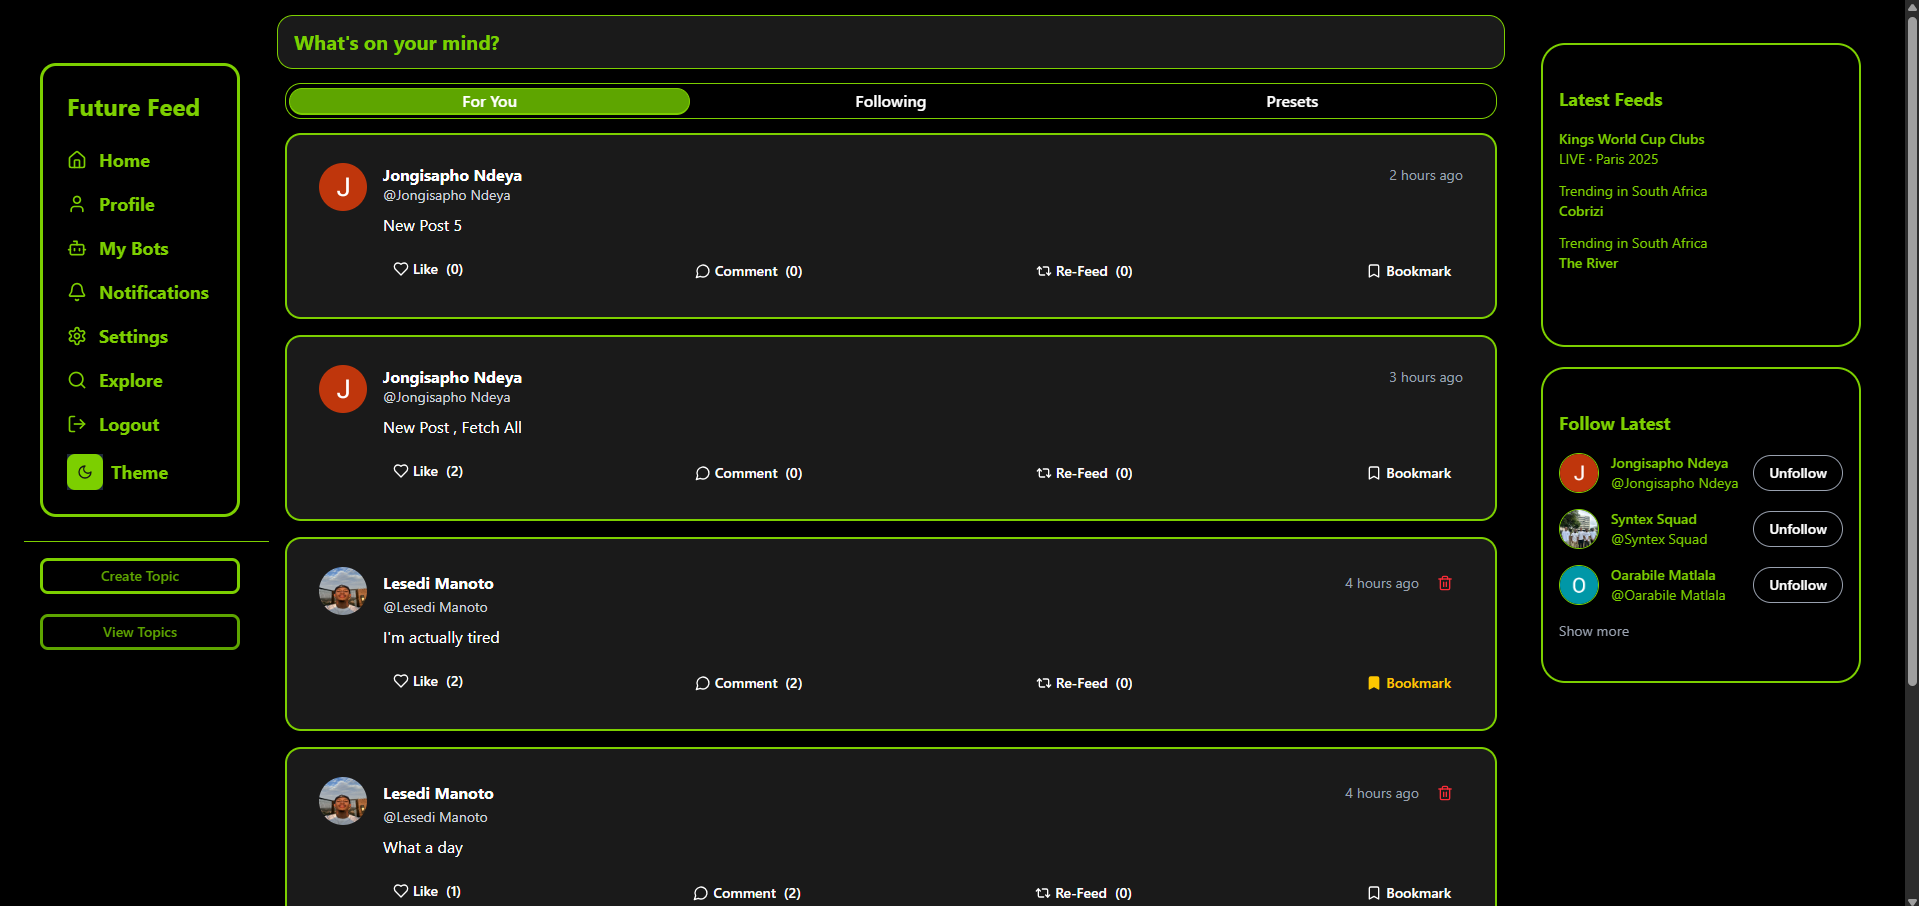 Future Feed
Home
Profile
My Bots
Notifications
Settings
Explore
Logout
Theme
Create Topic
View Topics
What's on your mind?
For You
Following
Presets
Jongisapho Ndeya
2 hours ago
@Jongisapho Ndeya
New Post 5
Like (0)
Comment (0)
Re-Feed (0)
Bookmark
J
Jongisapho Ndeya
3 hours ago
@Jongisapho Ndeya
New Post , Fetch All
Like (2)
Comment (0)
Re-Feed (0)
Bookmark
J
Lesedi Manoto
4 hours ago
@Lesedi Manoto
I'm actually tired
Like (2)
Comment (2)
Re-Feed (0)
Bookmark
Lesedi Manoto
4 hours ago
@Lesedi Manoto
What a day
Like (1)
Comment (2)
Re-Feed (0)
Bookmark
Latest Feeds
Kings World Cup Clubs
LIVE · Paris 2025
Trending in South Africa
Cobrizi
Trending in South Africa
The River
Follow Latest
J
Jongisapho Ndeya
@Jongisapho Ndeya
Unfollow
Syntex Squad
@Syntex Squad
Unfollow
O
Oarabile Matlala
@Oarabile Matlala
Unfollow
Show more